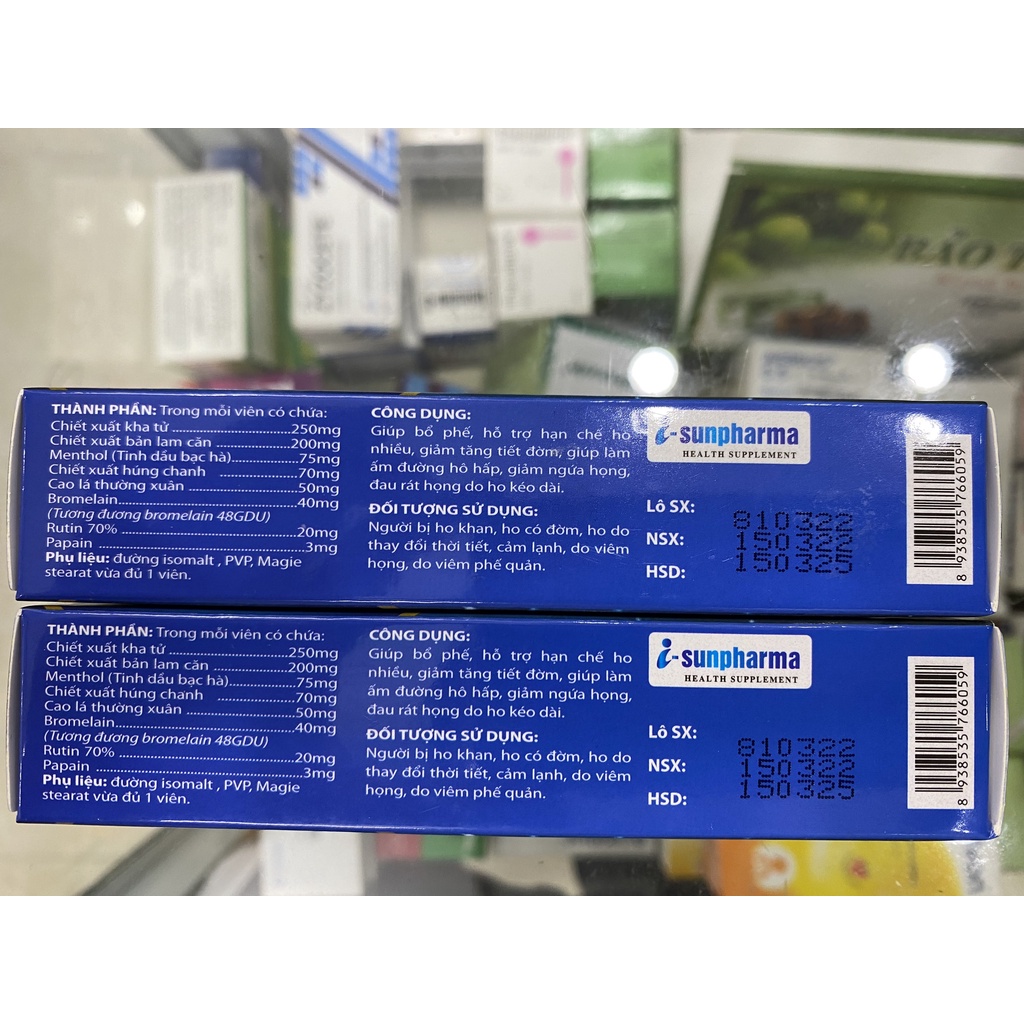 BẢO T
THÀNH PHẦN: Trong mỗi viên có chứa:
Chiết xuất kha tử ........................250mg
Chiết xuất bản lam căn ..............200mg
Menthol (Tinh dầu bạc hà)...............75mg
Chiết xuất húng chanh ..................70mg
Cao lá thường xuân ......................50mg
Bromelain.....................................40mg
(Tương đương bromelain 48GDU)
Rutin 70% ....................................20mg
Papain ..........................................3mg
Phụ liệu: đường isomalt , PVP, Magie
stearat vừa đủ 1 viên.
CÔNG DỤNG:
Giúp bổ phế, hỗ trợ hạn chế ho
nhiều, giảm tăng tiết đờm, giúp làm
ấm đường hô hấp, giảm ngứa họng,
đau rát họng do ho kéo dài.
ĐỐI TƯỢNG SỬ DỤNG:
Người bị ho khan, ho có đờm, ho do
thay đổi thời tiết, cảm lạnh, do viêm
họng, do viêm phế quản.
i-sunpharma
HEALTH SUPPLEMENT
Lô SX: 810322
NSX: 150322
HSD: 150325
8 938535 766059
THÀNH PHẦN: Trong mỗi viên có chứa:
Chiết xuất kha tử ........................250mg
Chiết xuất bản lam căn ..............200mg
Menthol (Tinh dầu bạc hà)...............75mg
Chiết xuất húng chanh ..................70mg
Cao lá thường xuân ......................50mg
Bromelain.....................................40mg
(Tương đương bromelain 48GDU)
Rutin 70% ....................................20mg
Papain ..........................................3mg
Phụ liệu: đường isomalt , PVP, Magie
stearat vừa đủ 1 viên.
CÔNG DỤNG:
Giúp bổ phế, hỗ trợ hạn chế ho
nhiều, giảm tăng tiết đờm, giúp làm
ấm đường hô hấp, giảm ngứa họng,
đau rát họng do ho kéo dài.
ĐỐI TƯỢNG SỬ DỤNG:
Người bị ho khan, ho có đờm, ho do
thay đổi thời tiết, cảm lạnh, do viêm
họng, do viêm phế quản.
i-sunpharma
HEALTH SUPPLEMENT
Lô SX: 810322
NSX: 150322
HSD: 150325
8 938535 766059